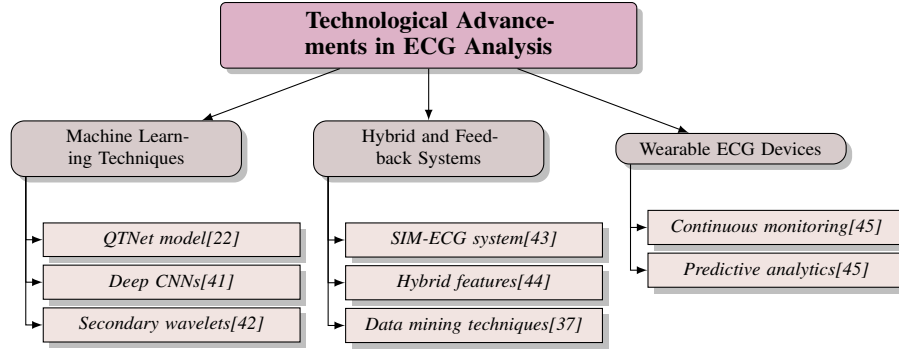 Technological Advance-
ments in ECG Analysis
Machine Learn-
ing Techniques
QTNet model[22]
Deep CNNs[41]
Secondary wavelets[42]
Hybrid and Feed-
back Systems
SIM-ECG system[43]
Hybrid features[44]
Data mining techniques[37]
Wearable ECG Devices
Continuous monitoring[45]
Predictive analytics[45]